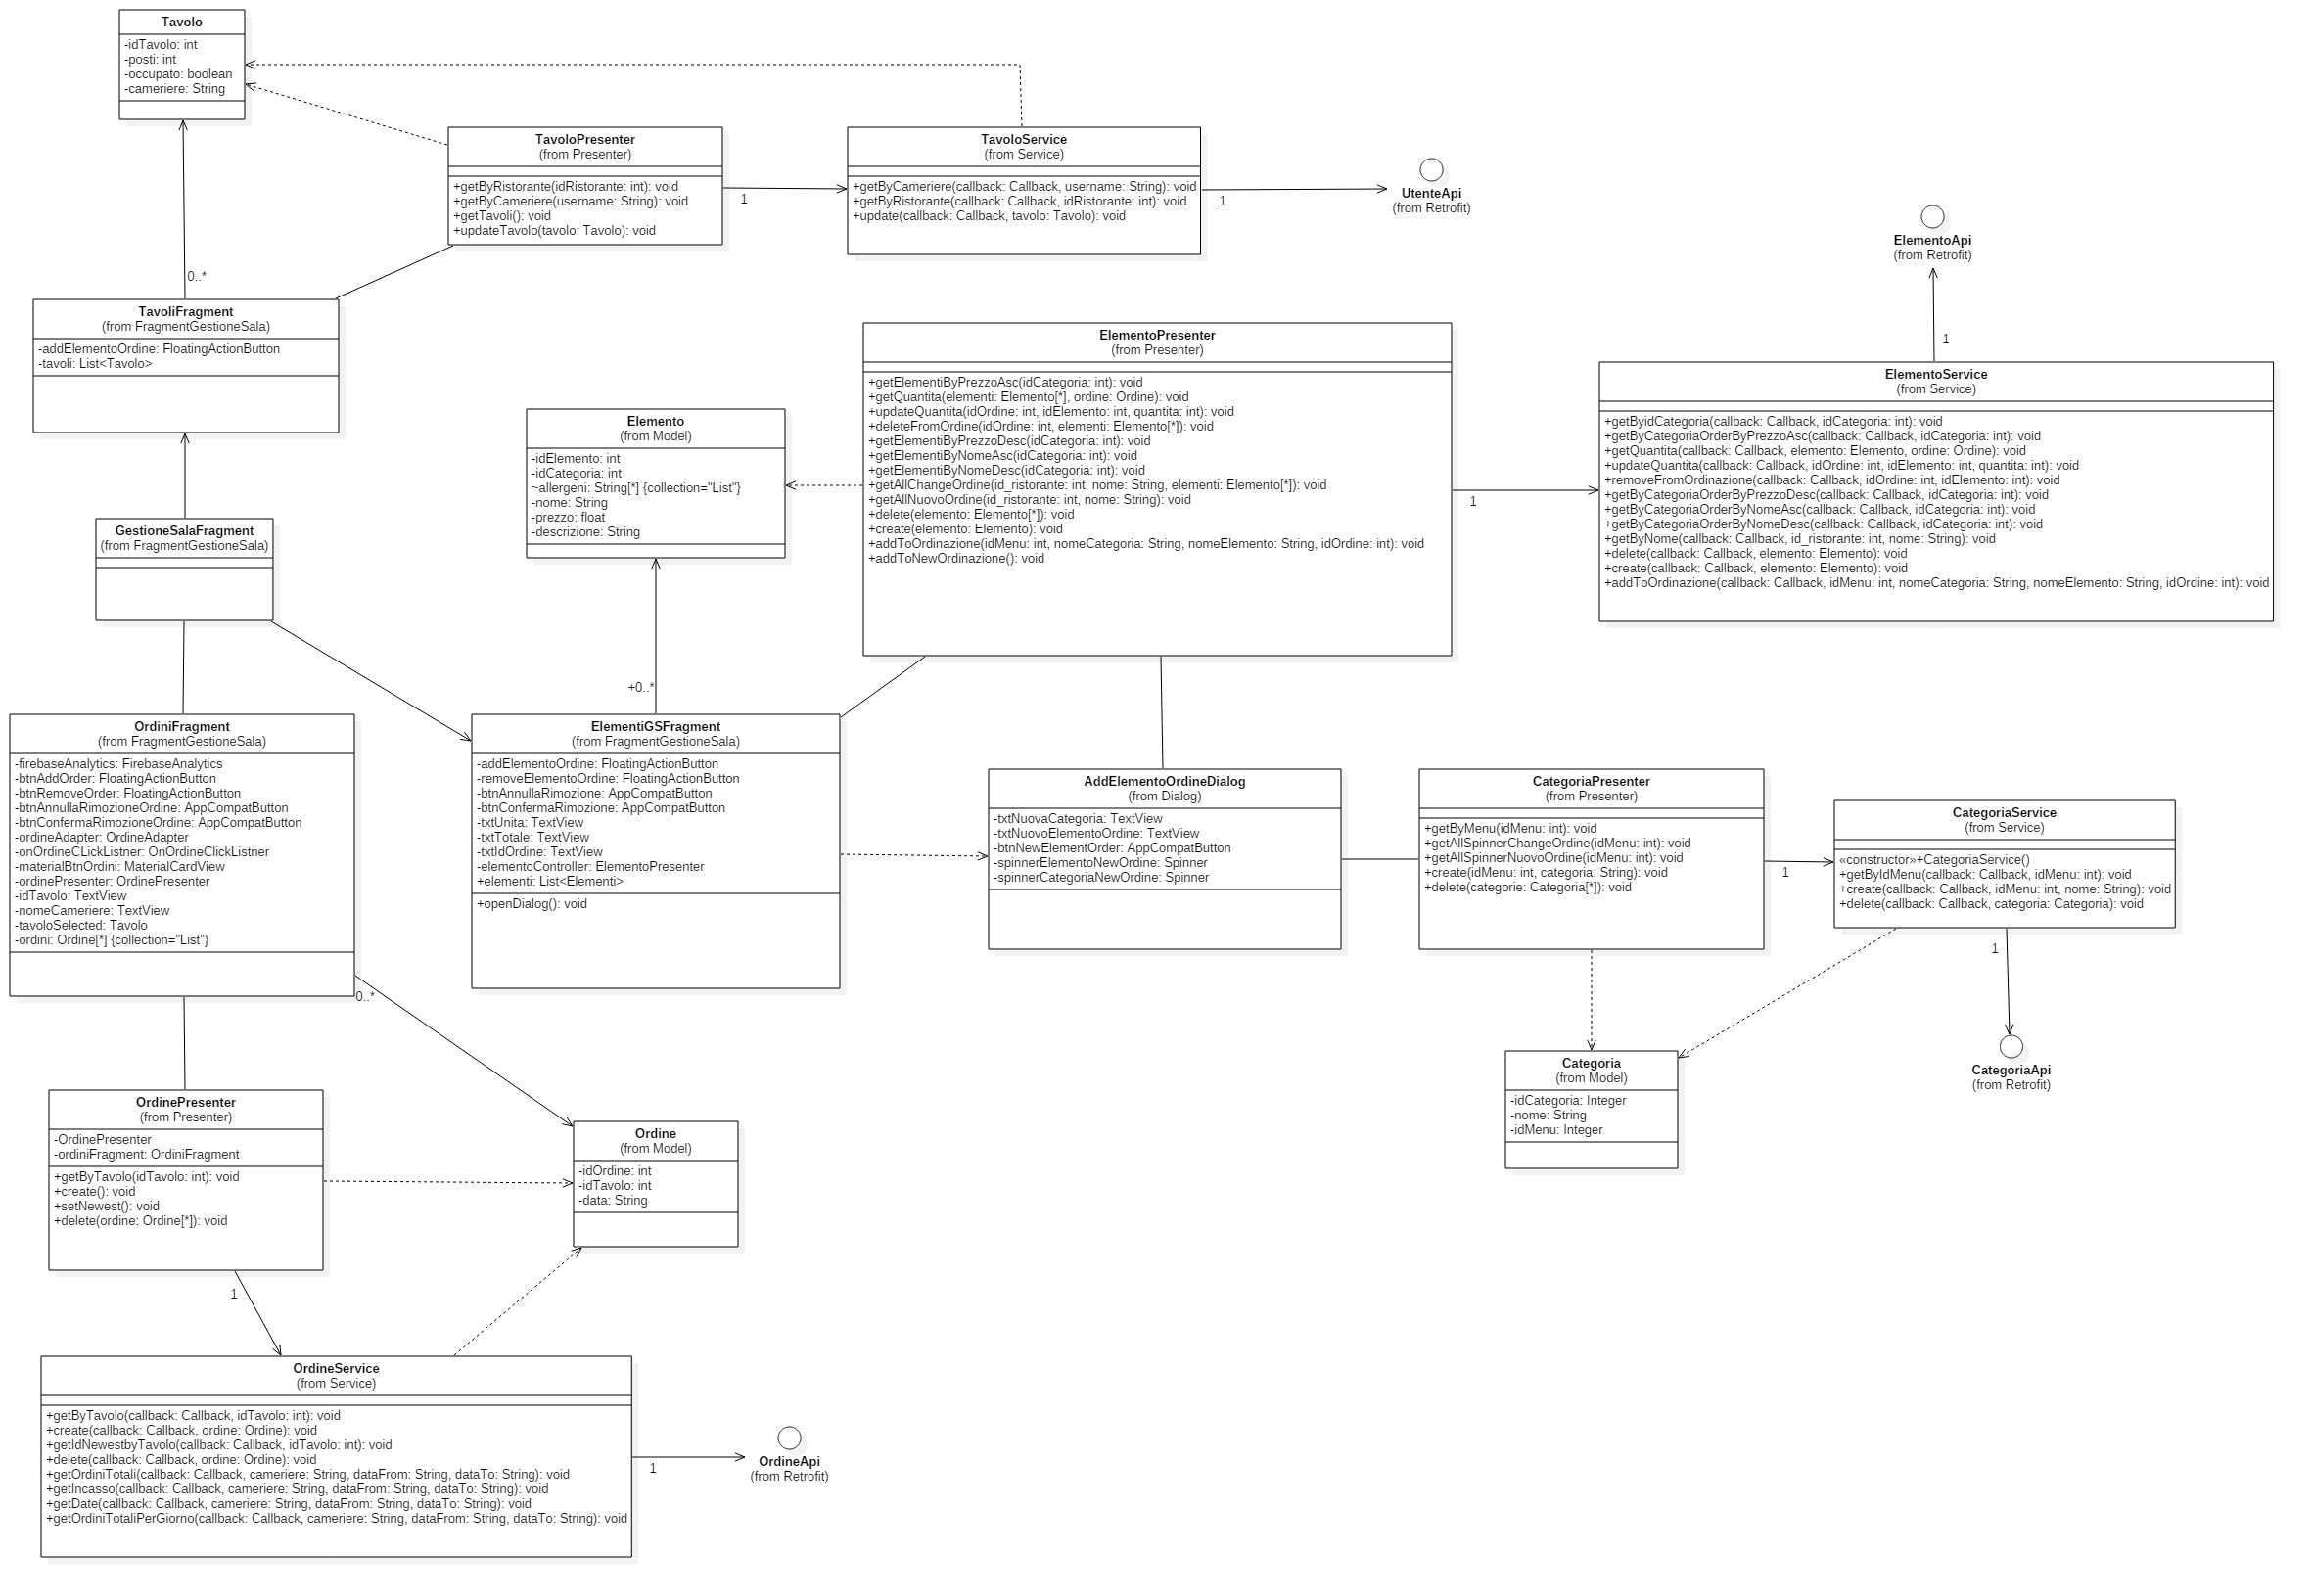 Tavolo
-idTavolo: int
-posti: int
-occupato: boolean
-cameriere: String
TavoloPresenter
(from Presenter)
+getByRistorante(idRistorante: int): void
+getByCameriere(username: String): void
+getTavoli(): void
+updateTavolo(tavolo: Tavolo): void
1
TavoloService
(from Service)
+getByCameriere(callback: Callback, username: String): void
+getByRistorante(callback: Callback, idRistorante: int): void
+update(callback: Callback, tavolo: Tavolo): void
1
UtenteApi
(from Retrofit)
ElementoApi
(from Retrofit)
1
0..*
TavoliFragment
(from FragmentGestioneSala)
-addElementoOrdine: FloatingActionButton
-tavoli: List<Tavolo>
ElementoPresenter
(from Presenter)
+getElementiByPrezzoAsc(idCategoria: int): void
+getQuantita(elementi: Elemento[*], ordine: Ordine): void
+updateQuantita(idOrdine: int, idElemento: int, quantita: int): void
+deleteFromOrdine(idOrdine: int, elementi: Elemento[*]): void
+getElementiByPrezzoDesc(idCategoria: int): void
+getElementiByNomeAsc(idCategoria: int): void
+getElementiByNomeDesc(idCategoria: int): void
+getAllChangeOrdine(id_ristorante: int, nome: String, elementi: Elemento[*]): void
+getAllNuovoOrdine(id_ristorante: int, nome: String): void
+delete(elemento: Elemento[*]): void
+create(elemento: Elemento): void
+addToOrdinazione(idMenu: int, nomeCategoria: String, nomeElemento: String, idOrdine: int): void
+addToNewOrdinazione(): void
1
ElementoService
(from Service)
+getByidCategoria(callback: Callback, idCategoria: int): void
+getByCategoriaOrderByPrezzoAsc(callback: Callback, idCategoria: int): void
+getQuantita(callback: Callback, elemento: Elemento, ordine: Ordine): void
+updateQuantita(callback: Callback, idOrdine: int, idElemento: int, quantita: int): void
+removeFromOrdinazione(callback: Callback, idOrdine: int, idElemento: int): void
+getByCategoriaOrderByPrezzoDesc(callback: Callback, idCategoria: int): void
+getByCategoriaOrderByNomeAsc(callback: Callback, idCategoria: int): void
+getByCategoriaOrderByNomeDesc(callback: Callback, idCategoria: int): void
+getByNome(callback: Callback, id_ristorante: int, nome: String): void
+delete(callback: Callback, elemento: Elemento): void
+create(callback: Callback, elemento: Elemento): void
+addToOrdinazione(callback: Callback, idMenu: int, nomeCategoria: String, nomeElemento: String, idOrdine: int): void
Elemento
(from Model)
-idElemento: int
-idCategoria: int
~allergeni: String[*] {collection="List"}
-nome: String
-prezzo: float
-descrizione: String
GestioneSalaFragment
(from FragmentGestioneSala)
+0..*
OrdiniFragment
(from FragmentGestioneSala)
-firebaseAnalytics: FirebaseAnalytics
-btnAddOrder: FloatingActionButton
-btnRemoveOrder: FloatingActionButton
-btnAnnullaRimozioneOrdine: AppCompatButton
-btnConfermaRimozioneOrdine: AppCompatButton
-ordineAdapter: OrdineAdapter
-onOrdineCLickListner: OnOrdineClickListner
-materialBtnOrdini: MaterialCardView
-ordinePresenter: OrdinePresenter
-idTavolo: TextView
-nomeCameriere: TextView
-tavoloSelected: Tavolo
-ordini: Ordine[*] {collection="List"}
0..*
ElementiGSFragment
(from FragmentGestioneSala)
-addElementoOrdine: FloatingActionButton
-removeElementoOrdine: FloatingActionButton
-btnAnnullaRimozione: AppCompatButton
-btnConfermaRimozione: AppCompatButton
-txtUnita: TextView
-txtTotale: TextView
-txtIdOrdine: TextView
-elementoController: ElementoPresenter
+elementi: List<Elementi>
+openDialog(): void
AddElementoOrdineDialog
(from Dialog)
-txtNuovaCategoria: TextView
-txtNuovoElementoOrdine: TextView
-btnNewElementOrder: AppCompatButton
-spinnerElementoNewOrdine: Spinner
-spinnerCategoriaNewOrdine: Spinner
CategoriaPresenter
(from Presenter)
+getByMenu(idMenu: int): void
+getAllSpinnerChangeOrdine(idMenu: int): void
+getAllSpinnerNuovoOrdine(idMenu: int): void
+create(idMenu: int, categoria: String): void
+delete(categorie: Categoria[*]): void
1
CategoriaService
(from Service)
«constructor»+CategoriaService()
+getByIdMenu(callback: Callback, idMenu: int): void
+create(callback: Callback, idMenu: int, nome: String): void
+delete(callback: Callback, categoria: Categoria): void
1
CategoriaApi
(from Retrofit)
Categoria
(from Model)
-idCategoria: Integer
-nome: String
-idMenu: Integer
OrdinePresenter
(from Presenter)
-OrdinePresenter
-ordiniFragment: OrdiniFragment
+getByTavolo(idTavolo: int): void
+create(): void
+setNewest(): void
+delete(ordine: Ordine[*]): void
1
Ordine
(from Model)
-idOrdine: int
-idTavolo: int
-data: String
OrdineService
(from Service)
+getByTavolo(callback: Callback, idTavolo: int): void
+create(callback: Callback, ordine: Ordine): void
+getIdNewestbyTavolo(callback: Callback, idTavolo: int): void
+delete(callback: Callback, ordine: Ordine): void
+getOrdiniTotali(callback: Callback, cameriere: String, dataFrom: String, dataTo: String): void
+getIncasso(callback: Callback, cameriere: String, dataFrom: String, dataTo: String): void
+getDate(callback: Callback, cameriere: String, dataFrom: String, dataTo: String): void
+getOrdiniTotaliPerGiorno(callback: Callback, cameriere: String, dataFrom: String, dataTo: String): void
1
OrdineApi
(from Retrofit)